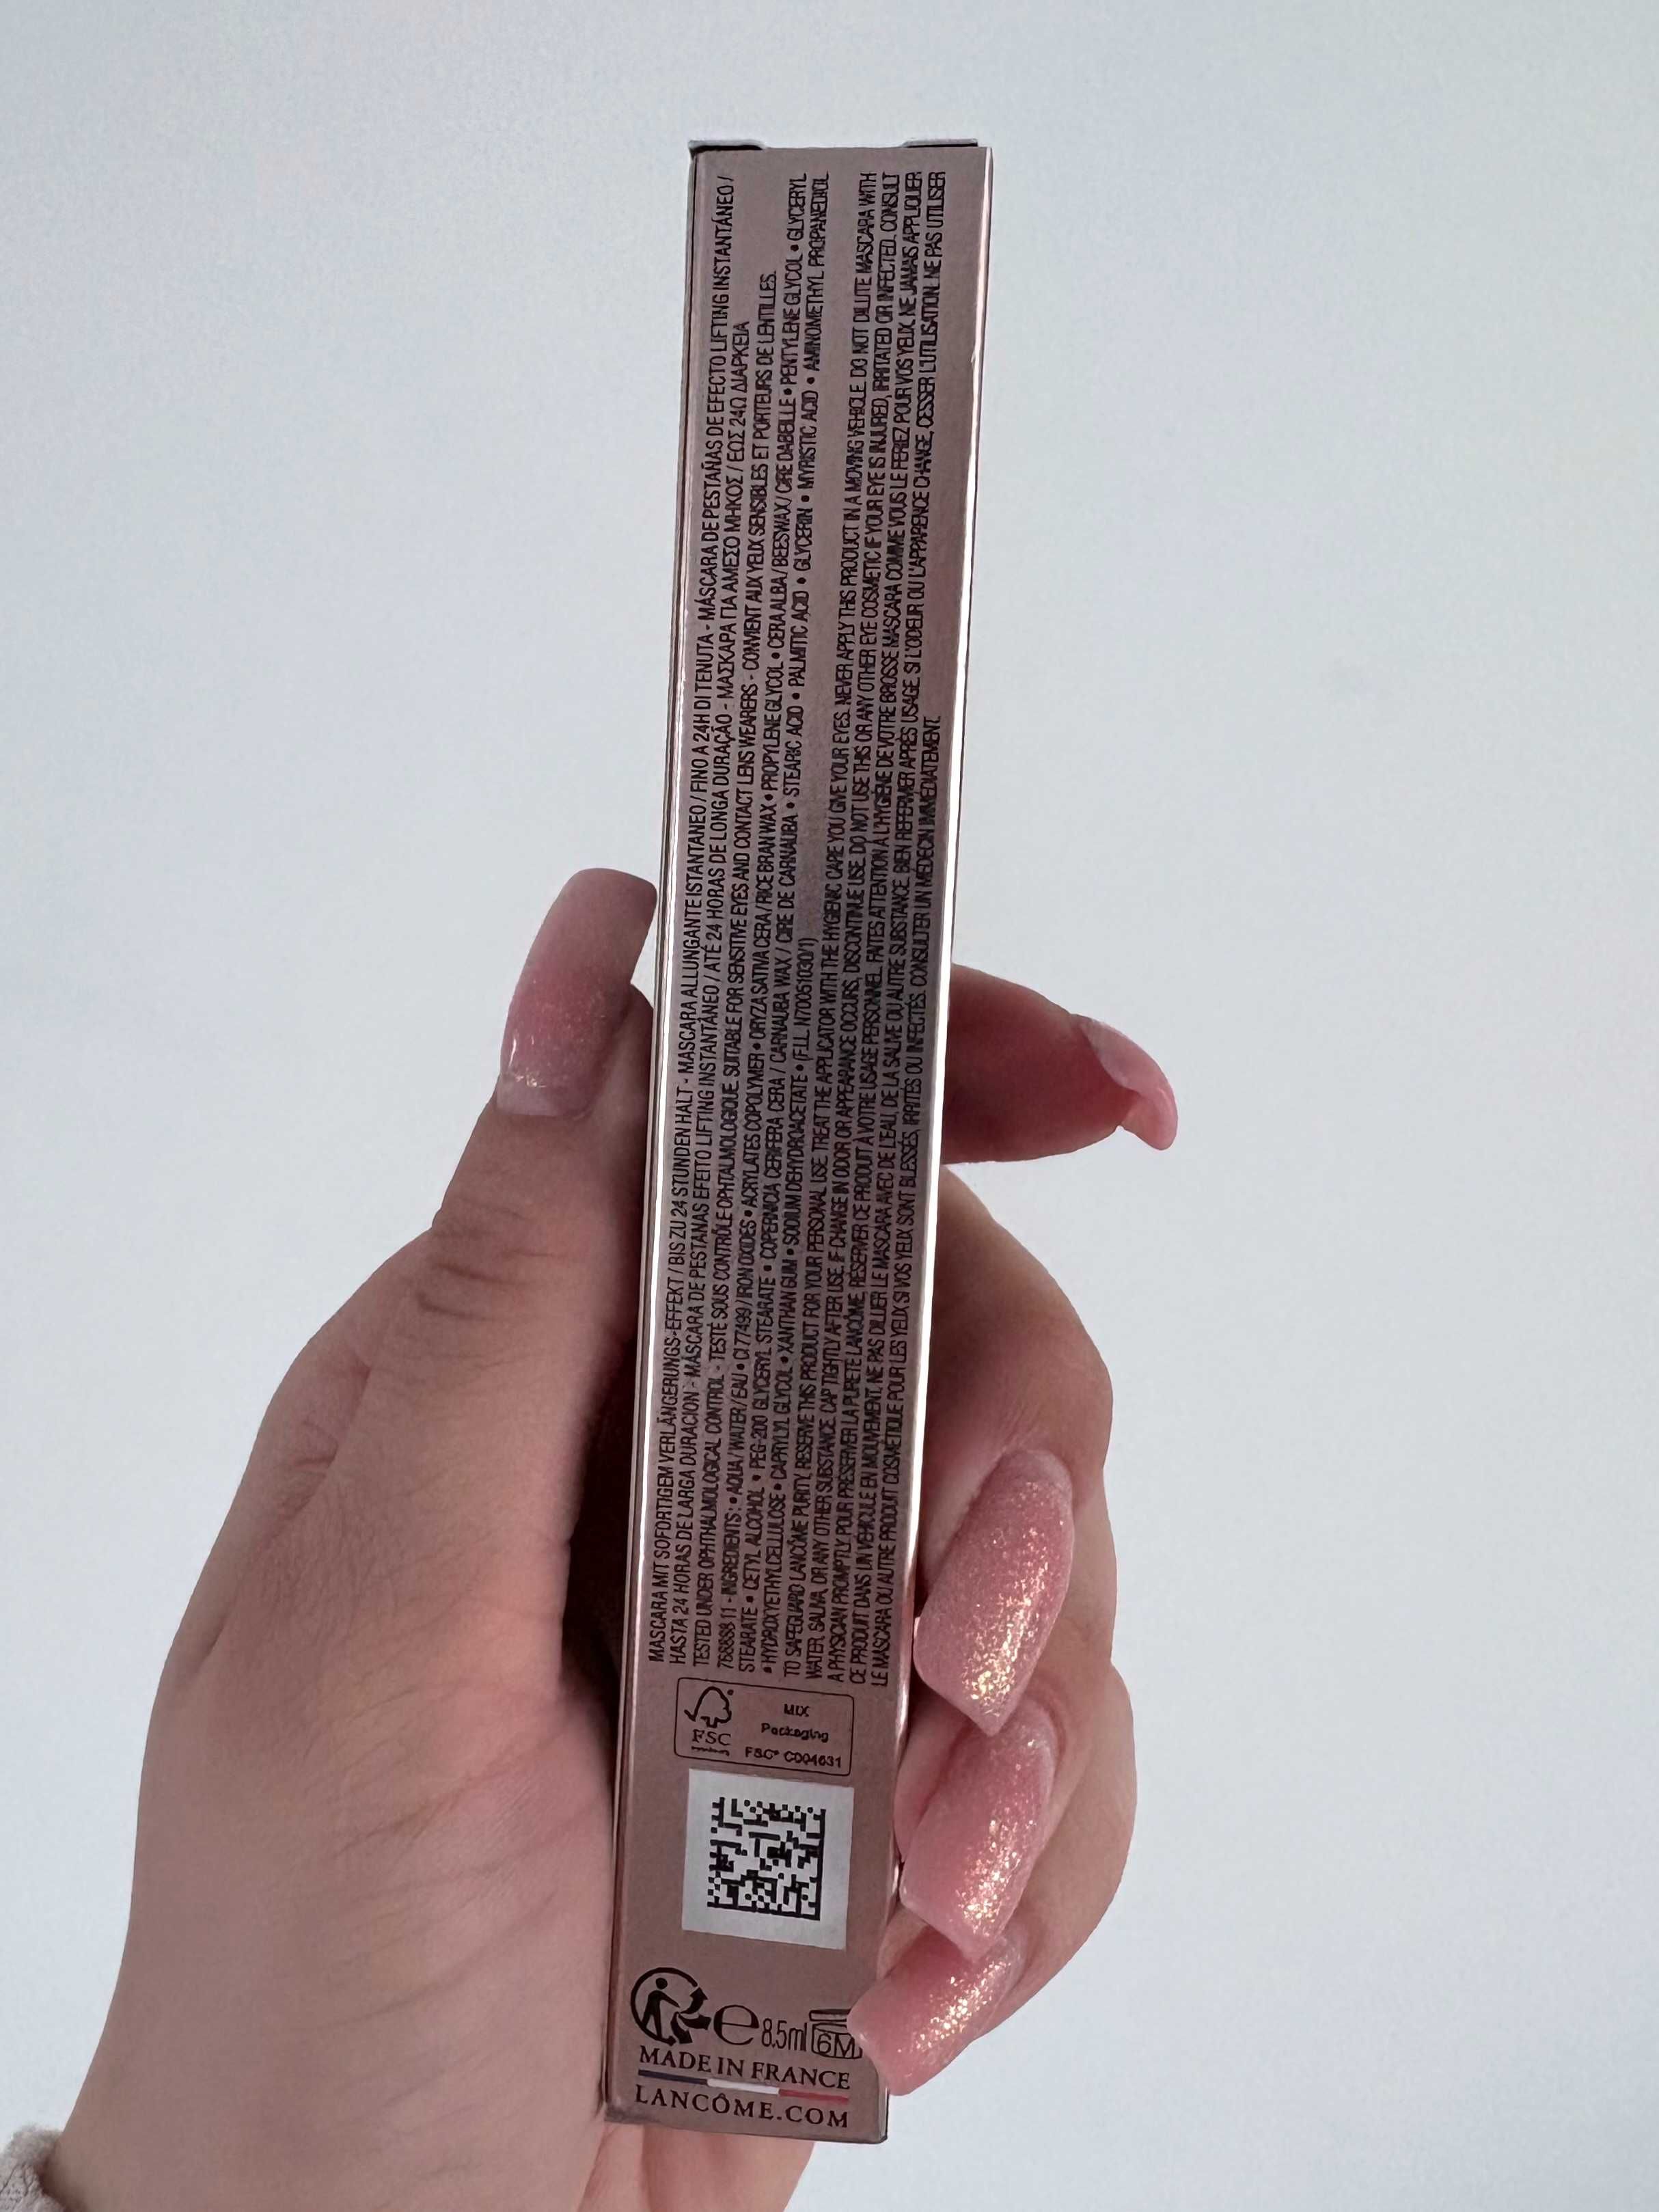 MASCARA MIT SOFORTIGEM VERLÄNGERUNGS-EFFEKT / BIS ZU 24 STUNDEN HALT - MASCARA ALLUNGANTE ISTANTANEO / FINO A 24H DI TENUTA - MÁSCARA DE PESTAÑAS DE EFECTO LIFTING INSTANTÁNEO /
HASTA 24 HORAS DE LARGA DURACION - MÁSCARA DE PESTANAS EFEITO LIFTING INSTANTÂNEO / ATÉ 24 HORAS DE LONGA DURAÇÃO - ΜΑΣΚΑΡΑ ΓΙΑ ΑΜΕΣΟ ΜΗΚΟΣ / ΕΩΣ 24Ω ΔΙΑΡΚΕΙΑ
TESTED UNDER OPHTHALMOLOGICAL CONTROL - TESTÉ SOUS CONTRÔLE OPHTALMOLOGIQUE. SUITABLE FOR SENSITIVE EYES AND CONTACT LENS WEARERS - CONVIENT AUX YEUX SENSIBLES ET PORTEURS DE LENTILLES.
768888 11 - INGREDIENTS: • AQUA / WATER / EAU • CI 77499 / IRON OXIDES • ACRYLATES COPOLYMER • ORYZA SATIVA CERA / RICE BRAN WAX • PROPYLENE GLYCOL • CERA ALBA / BEESWAX / CIRE DABEILLE • PENTYLENE GLYCOL • GLYCERYL
STEARATE • CETYL ALCOHOL • PEG-200 GLYCERYL STEARATE • COPERNICIA CERIFERA CERA / CARNAUBA WAX / CIRE DE CARNAUBA • STEARIC ACID • PALMITIC ACID • GLYCERIN • MYRISTIC ACID • AMINOMETHYL PROPANEDIOL
• HYDROXYETHYLCELLULOSE • CAPRYLYL GLYCOL • XANTHAN GUM • SODIUM DEHYDROACETATE • (F.I.L. N70051030/1)
TO SAFEGUARD LANCÔME PURITY, RESERVE THIS PRODUCT FOR YOUR PERSONAL USE. TREAT THE APPLICATOR WITH THE HYGIENIC CARE YOU GIVE YOUR EYES. NEVER APPLY THIS PRODUCT IN A MOVING VEHICLE. DO NOT DILUTE MASCARA WITH
WATER, SALIVA, OR ANY OTHER SUBSTANCE. CAP TIGHTLY AFTER USE. IF CHANGE IN ODOR OR APPEARANCE OCCURS, DISCONTINUE USE. DO NOT USE THIS OR ANY OTHER EYE COSMETIC IF YOUR EYE IS INJURED, IRRITATED OR INFECTED. CONSULT
A PHYSICIAN PROMPTLY. POUR PRÉSERVER LA PURETÉ LANCÔME, RÉSERVER CE PRODUIT À VOTRE USAGE PERSONNEL. FAITES ATTENTION À L'HYGIÈNE DE VOTRE BROSSE MASCARA COMME VOUS LE FERIEZ POUR VOS YEUX. NE JAMAIS APPLIQUER
CE PRODUIT DANS UN VÉHICULE EN MOUVEMENT. NE PAS DILUER LE MASCARA AVEC DE L'EAU, DE LA SALIVE OU AUTRE SUBSTANCE. BIEN REFERMER APRÈS USAGE. SI L'ODEUR OU L'APPARENCE CHANGE, CESSER L'UTILISATION. NE PAS UTILISER
LE MASCARA OU AUTRE PRODUIT COSMÉTIQUE POUR LES YEUX SI VOS YEUX SONT BLESSÉS, IRRITÉS OU INFECTÉS. CONSULTER UN MÉDECIN IMMÉDIATEMENT.
FSC
MIX
Packaging
FSC® C004031
e 8.5ml 6M
MADE IN FRANCE
LANCÔME.COM